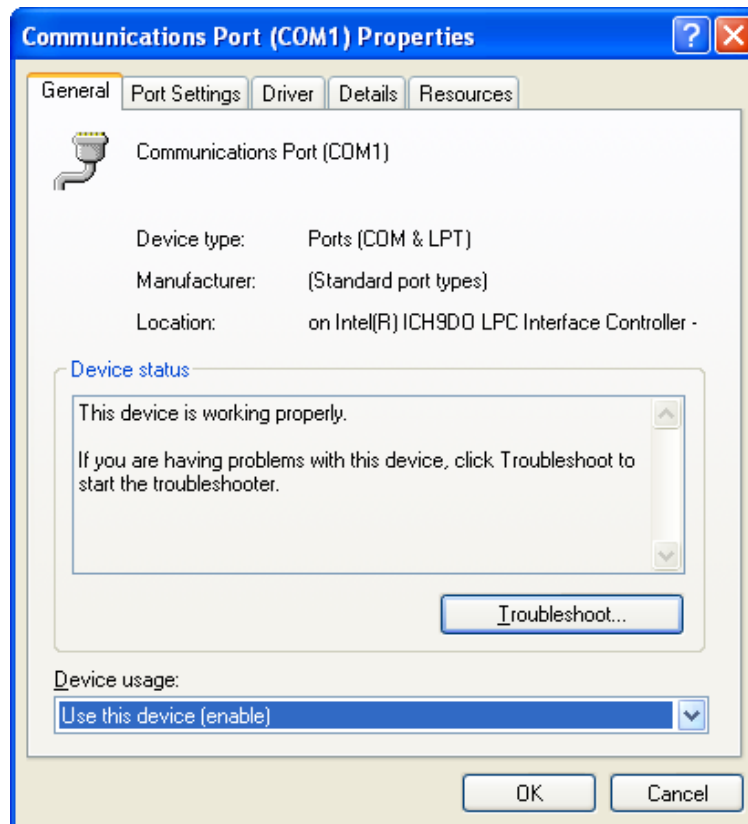 Communications Port (COM1) Properties
General Port Settings Driver Details Resources
Communications Port (COM1)
Device type: Ports (COM & LPT)
Manufacturer: (Standard port types)
Location: on Intel(R) ICH9DO LPC Interface Controller -
Device status
This device is working properly.
If you are having problems with this device, click Troubleshoot to
start the troubleshooter.
Troubleshoot...
Device usage:
Use this device (enable)
OK Cancel